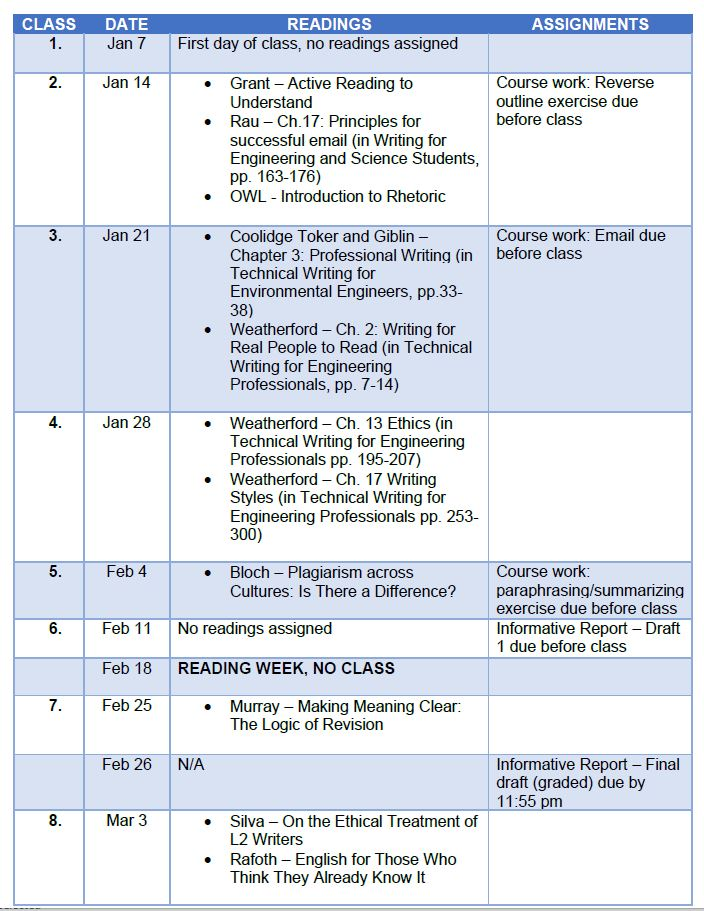 CLASS DATE READINGS ASSIGNMENTS
1. Jan 7 First day of class, no readings assigned
2. Jan 14 • Grant – Active Reading to Course work: Reverse
Understand outline exercise due
• Rau – Ch.17: Principles for before class
successful email (in Writing for
Engineering and Science Students,
pp. 163-176)
• OWL - Introduction to Rhetoric
3. Jan 21 • Coolidge Toker and Giblin – Course work: Email due
Chapter 3: Professional Writing (in before class
Technical Writing for
Environmental Engineers, pp.33-
38)
• Weatherford – Ch. 2: Writing for
Real People to Read (in Technical
Writing for Engineering
Professionals, pp. 7-14)
4. Jan 28 • Weatherford – Ch. 13 Ethics (in
Technical Writing for Engineering
Professionals pp. 195-207)
• Weatherford – Ch. 17 Writing
Styles (in Technical Writing for
Engineering Professionals pp. 253-
300)
5. Feb 4 • Bloch – Plagiarism across Course work:
Cultures: Is There a Difference? paraphrasing/summarizing
exercise due before class
6. Feb 11 No readings assigned Informative Report – Draft
1 due before class
Feb 18 READING WEEK, NO CLASS
7. Feb 25 • Murray – Making Meaning Clear:
The Logic of Revision
Feb 26 N/A Informative Report – Final
draft (graded) due by
11:55 pm
8. Mar 3 • Silva – On the Ethical Treatment of
L2 Writers
• Rafoth – English for Those Who
Think They Already Know It